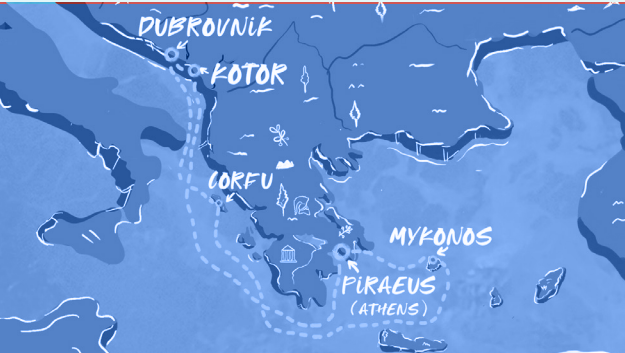 DUBROVNIK
KOTOR
CORFU
MYKONOS
PIRAEUS
(ATHENS)